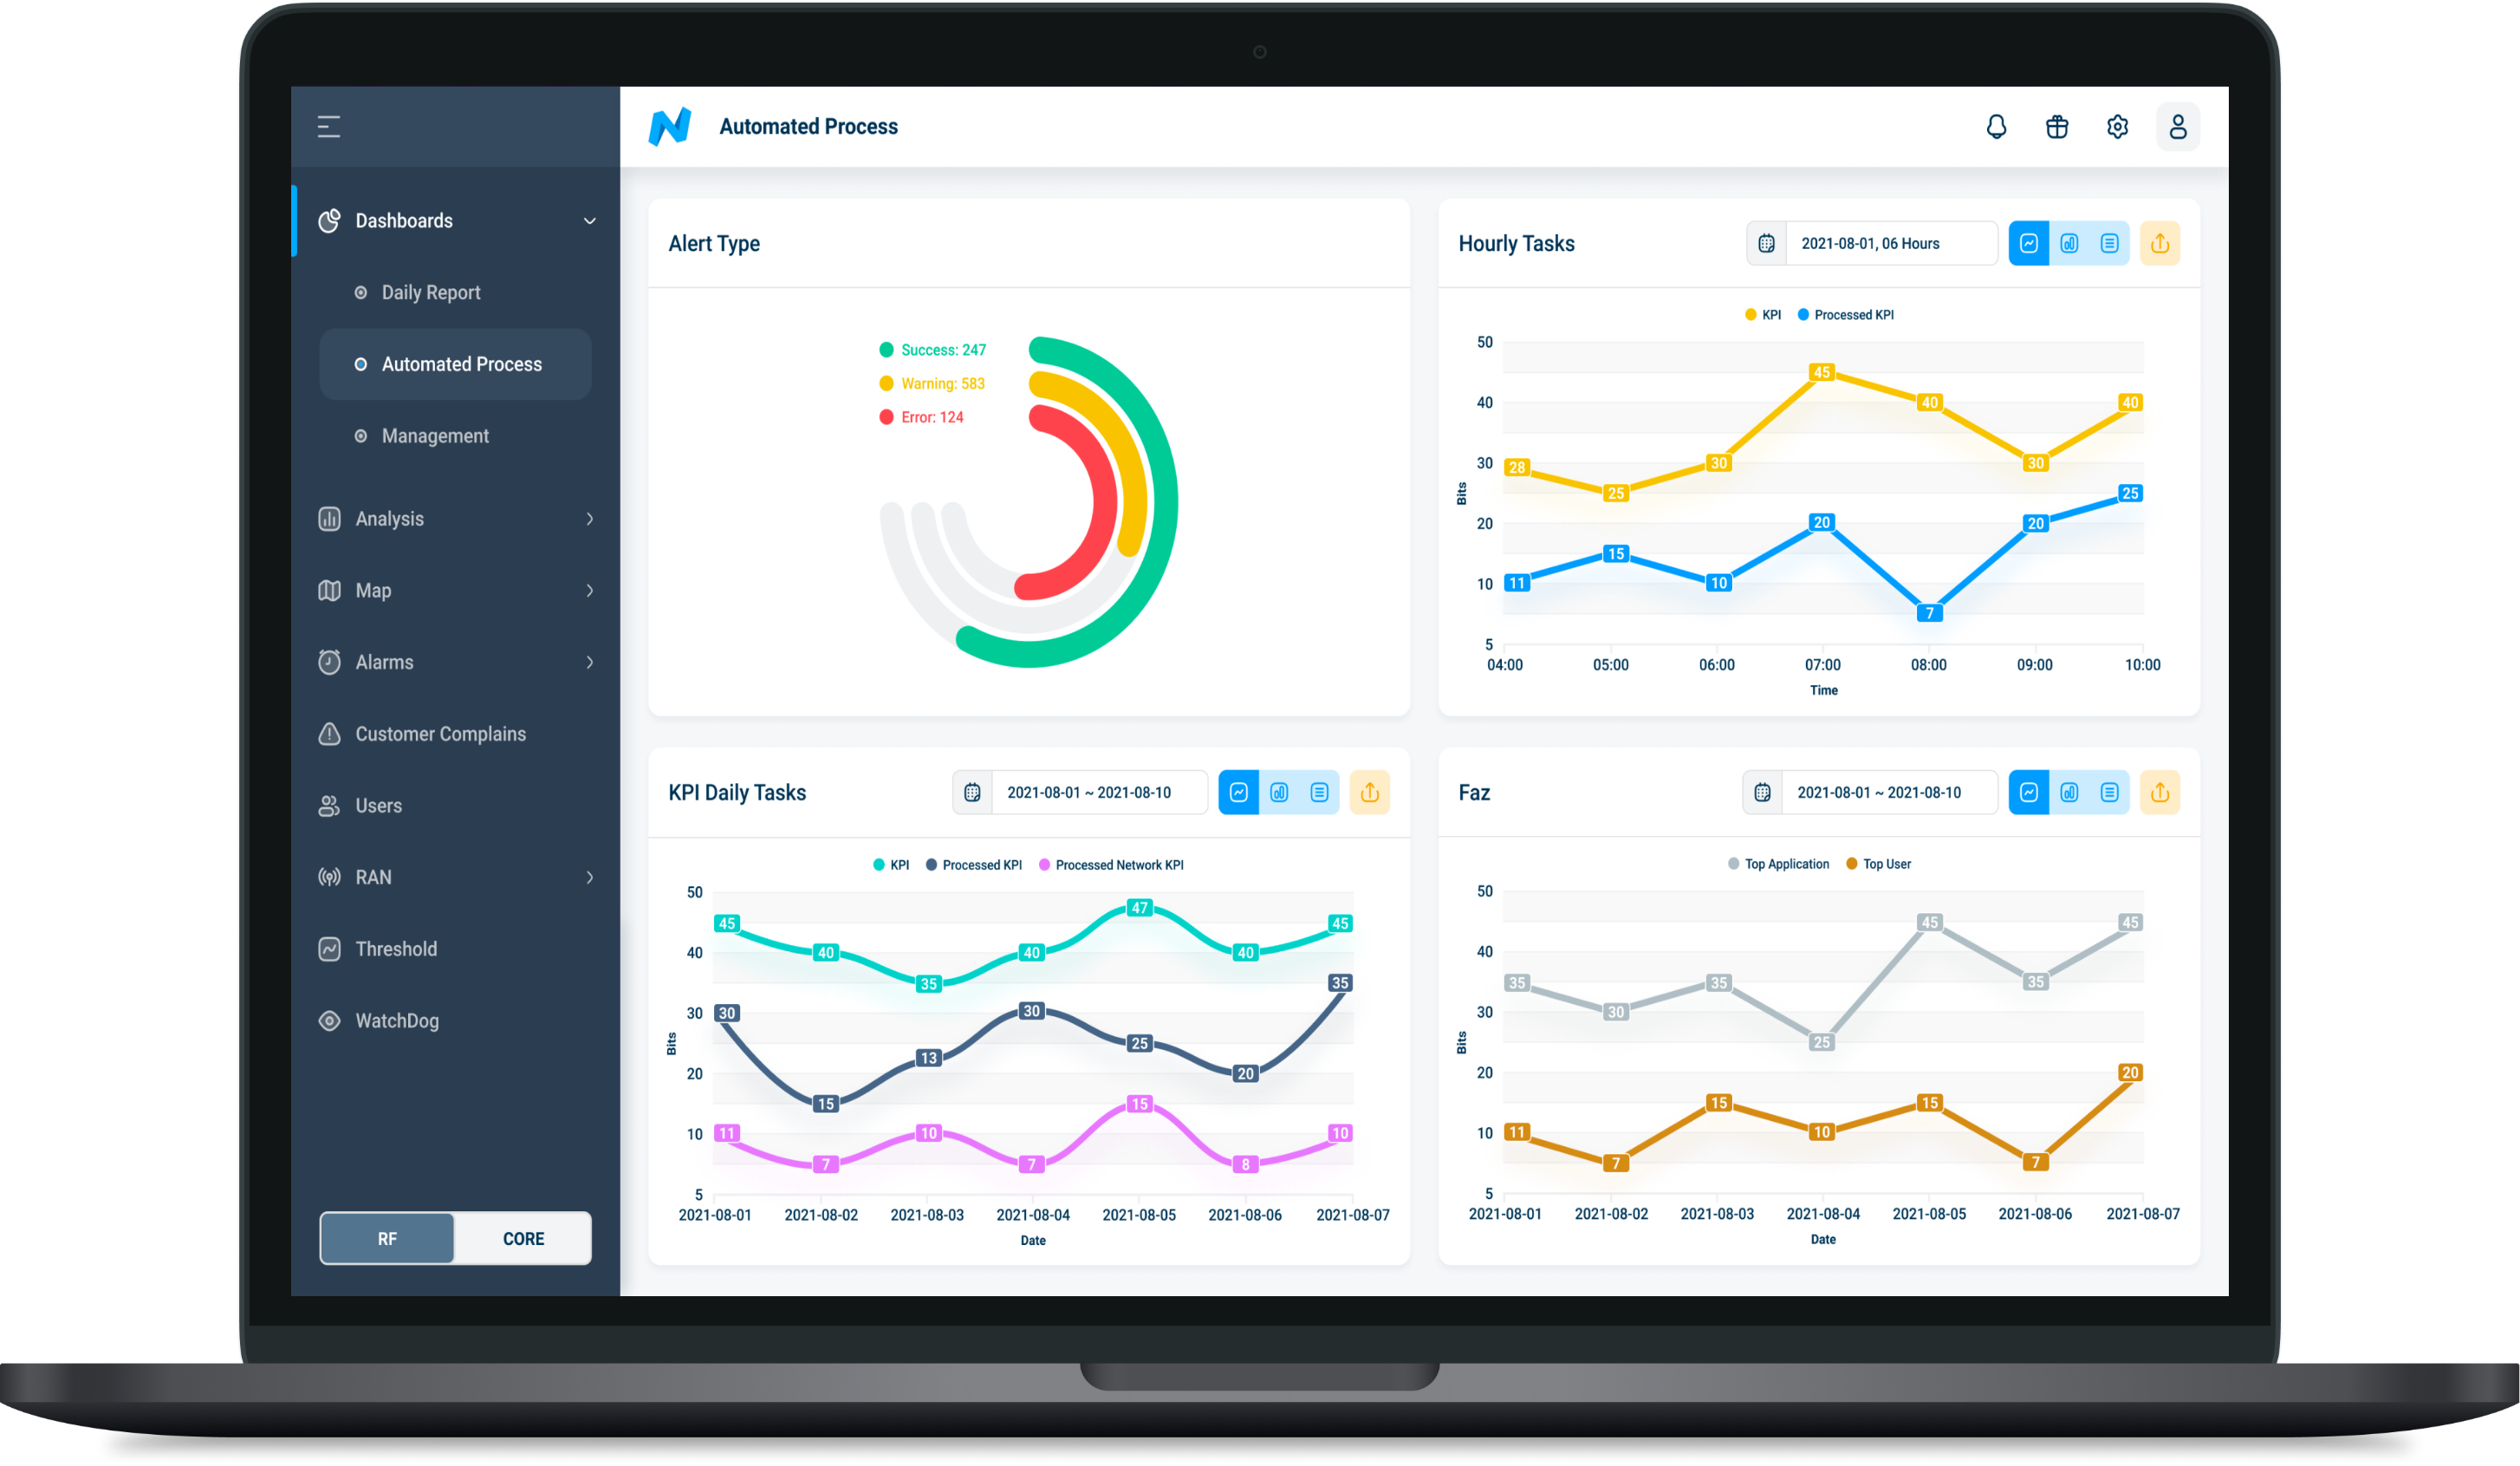 Automated Process
Dashboards
Daily Report
Automated Process
Management
Analysis
Map
Alarms
Customer Complains
Users
RAN
Threshold
WatchDog
RF CORE
Alert Type
Success: 247
Warning: 583
Error: 124
Hourly Tasks
2021-08-01, 06 Hours
KPI Processed KPI
50
40
30
20
10
5
Bits
28 25 30 45 40 30 40
11 15 10 20 7 20 25
04:00 05:00 06:00 07:00 08:00 09:00 10:00
Time
KPI Daily Tasks
2021-08-01 ~ 2021-08-10
KPI Processed KPI Processed Network KPI
50
40
30
20
10
5
Bits
45 40 35 40 47 40 45
30 15 13 30 25 20 35
11 7 10 7 15 8 10
2021-08-01 2021-08-02 2021-08-03 2021-08-04 2021-08-05 2021-08-06 2021-08-07
Date
Faz
2021-08-01 ~ 2021-08-10
Top Application Top User
50
40
30
20
10
5
Bits
35 30 35 25 45 35 45
11 7 15 10 15 7 20
2021-08-01 2021-08-02 2021-08-03 2021-08-04 2021-08-05 2021-08-06 2021-08-07
Date